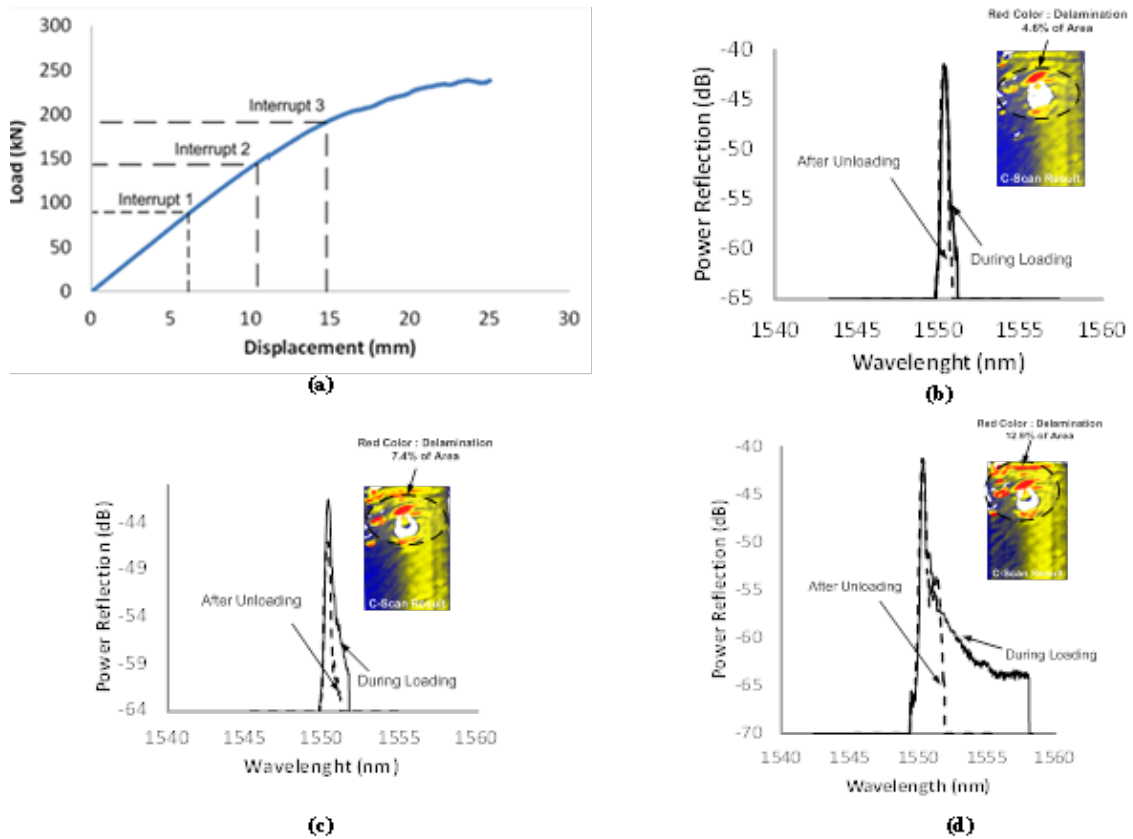 300
250
200
150
100
50
0
Load (kN)
Interrupt 3
Interrupt 2
Interrupt 1
0 5 10 15 20 25 30
Displacement (mm)
(a)
Red Color : Delamination
4.6% of Area
-40
-45
-50
-55
-60
-65
Power Reflection (dB)
After Unloading
During Loading
C-Scan Result
1540 1545 1550 1555 1560
Wavelenght (nm)
(b)
Red Color : Delamination
7.4% of Area
-44
-49
-54
-59
-64
Power Reflection (dB)
After Unloading
During Loading
C-Scan Result
1540 1545 1550 1555 1560
Wavelenght (nm)
(c)
Red Color : Delamination
12.6% of Area
-40
-45
-50
-55
-60
-65
-70
Power Reflection (dB)
After Unloading
During Loading
C-Scan Result
1540 1545 1550 1555 1560
Wavelength (nm)
(d)